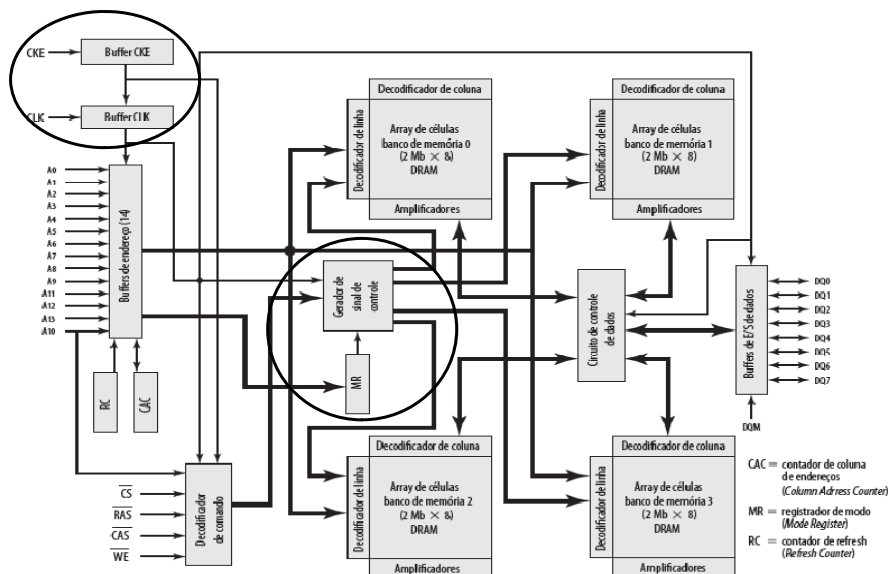 CKE
Buffer CKE
CLK
Buffer CLK
A0
A1
A2
A3
A4
A5
A6
A7
A8
A9
A11
A12
A13
A10
Buffers de endereço (14)
RC
CAC
CS
RAS
CAS
WE
Decodificador
de comando
Gerador de
sinal de
controle
MR
Decodificador de coluna
Decodificador de linha
Array de células
banco de memória 0
(2 Mb × 8)
DRAM
Amplificadores
Decodificador de coluna
Decodificador de linha
Array de células
banco de memória 1
(2 Mb × 8)
DRAM
Amplificadores
Circuito de controle
de dados
Buffers de E/S de dados
DQ0
DQ1
DQ2
DQ3
DQ4
DQ5
DQ6
DQ7
DQM
Decodificador de coluna
Decodificador de linha
Array de células
banco de memória 2
(2 Mb × 8)
DRAM
Amplificadores
Decodificador de coluna
Decodificador de linha
Array de células
banco de memória 3
(2 Mb × 8)
DRAM
Amplificadores
CAC = contador de coluna
de endereços
(Column Adress Counter)
MR = registrador de modo
(Mode Register)
RC = contador de refresh
(Refresh Counter)